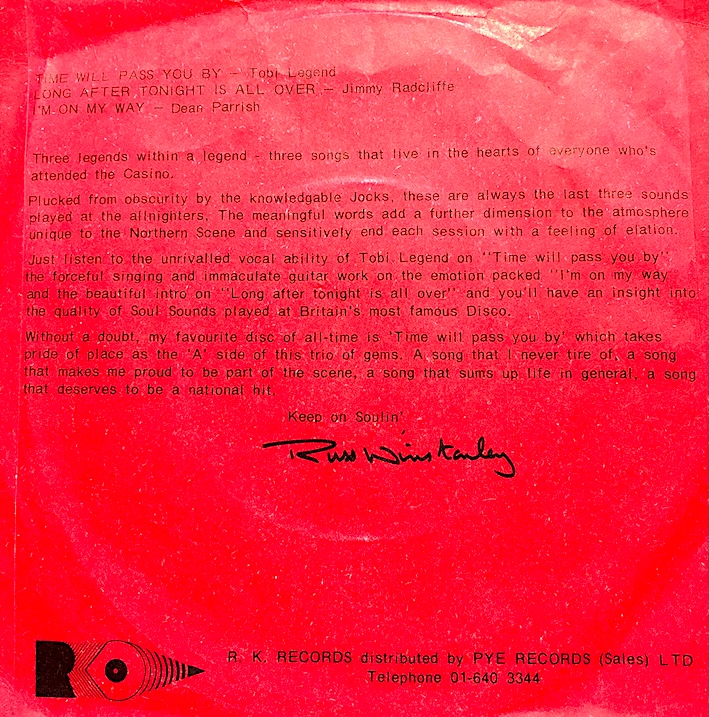 TIME WILL PASS YOU BY - Tobi Legend
LONG AFTER TONIGHT IS ALL OVER - Jimmy Radcliffe
I'M ON MY WAY - Dean Parrish
Three legends within a legend - three songs that live in the hearts of everyone who's
attended the Casino.
Plucked from obscurity by the knowledgable Jocks, these are always the last three sounds
played at the allnighters. The meaningful words add a further dimension to the atmosphere
unique to the Northern Scene and sensitively end each session with a feeling of elation.
Just listen to the unrivalled vocal ability of Tobi Legend on "Time will pass you by"
the forceful singing and immaculate guitar work on the emotion packed "I'm on my way
and the beautiful intro on "Long after tonight is all over" and you'll have an insight into
the quality of Soul Sounds played at Britain's most famous Disco.
Without a doubt, my favourite disc of all-time is 'Time will pass you by' which takes
pride of place as the 'A' side of this trio of gems. A song that I never tire of, a song
that makes me proud to be part of the scene, a song that sums up life in general, a song
that deserves to be a national hit.
Keep on Soulin'
Russ Winstanley
RK
R. K. RECORDS distributed by PYE RECORDS (Sales) LTD
Telephone 01-640 3344